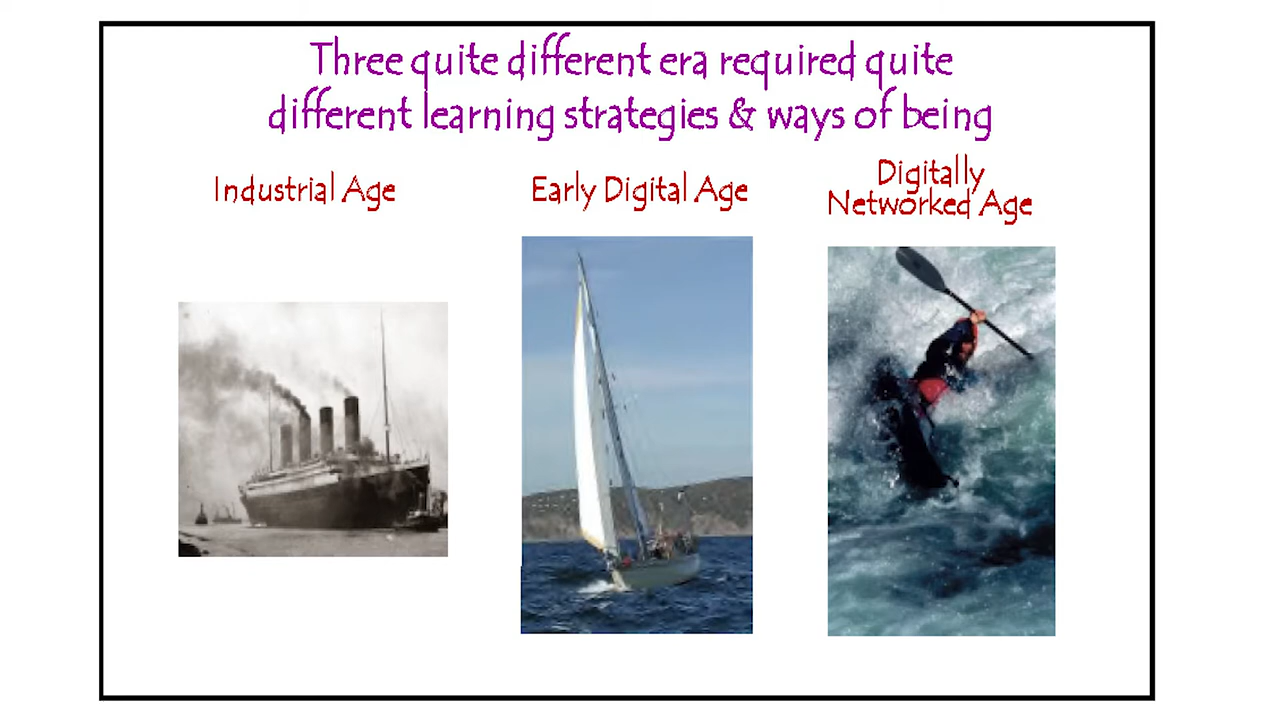 Three quite different era required quite
different learning strategies & ways of being
Industrial Age
Early Digital Age
Digitally
Networked Age